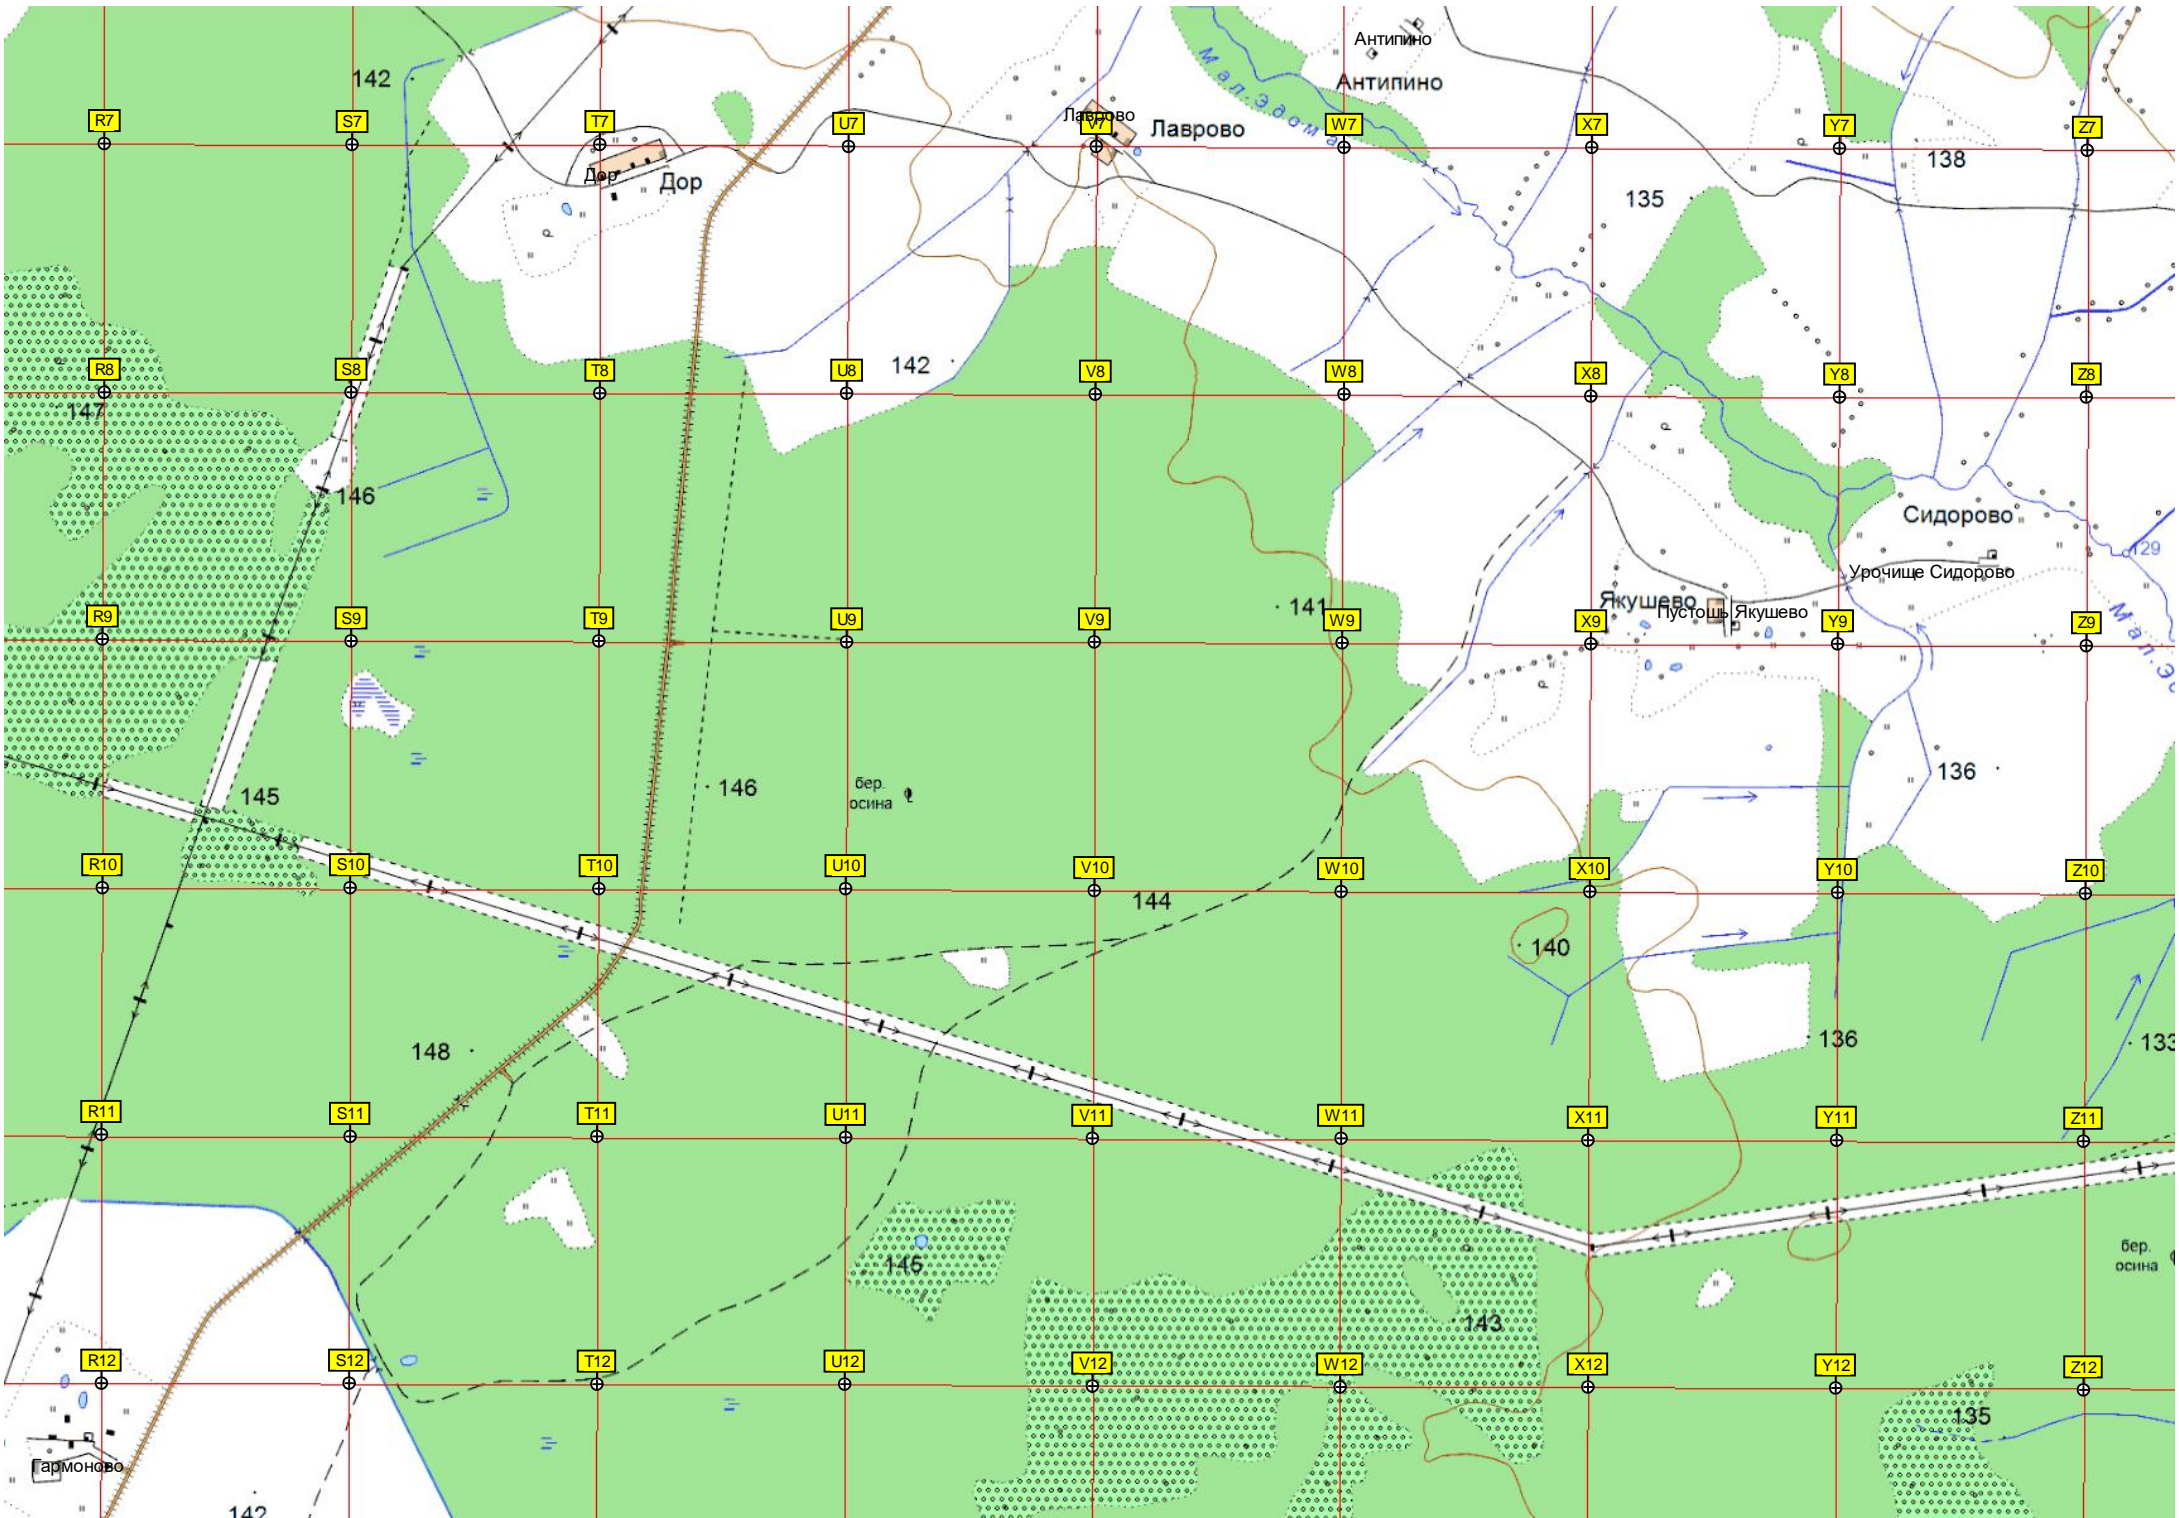 Антипино
142
Антипино
Мал. Эдома
R7
S7
T7
U7
Лаврово
V7
Лаврово
W7
X7
Y7
Z7
138
Дор
Дор
135
142
R8
S8
T8
U8
V8
W8
X8
Y8
Z8
147
146
Сидорово
129
Урочище Сидорово
141
Якушево
Пустошь Якушево
R9
S9
T9
U9
V9
W9
X9
Y9
Z9
Мал. Э
145
146
бер.
осина
136
R10
S10
T10
U10
V10
W10
X10
Y10
Z10
144
140
148
136
133
R11
S11
T11
U11
V11
W11
X11
Y11
Z11
145
бер.
осина
143
R12
S12
T12
U12
V12
W12
X12
Y12
Z12
135
Гармоново
142